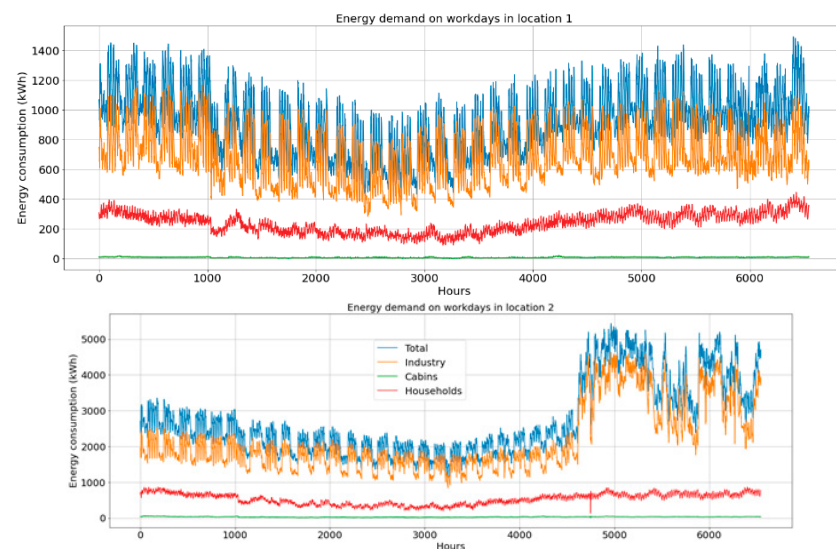 Energy demand on workdays in location 1
Energy consumption (kWh)
1400
1200
1000
800
600
400
200
0
0 1000 2000 3000 4000 5000 6000
Hours
Energy demand on workdays in location 2
Energy consumption (kWh)
5000
4000
3000
2000
1000
0
Total
Industry
Cabins
Households
0 1000 2000 3000 4000 5000 6000
Hours